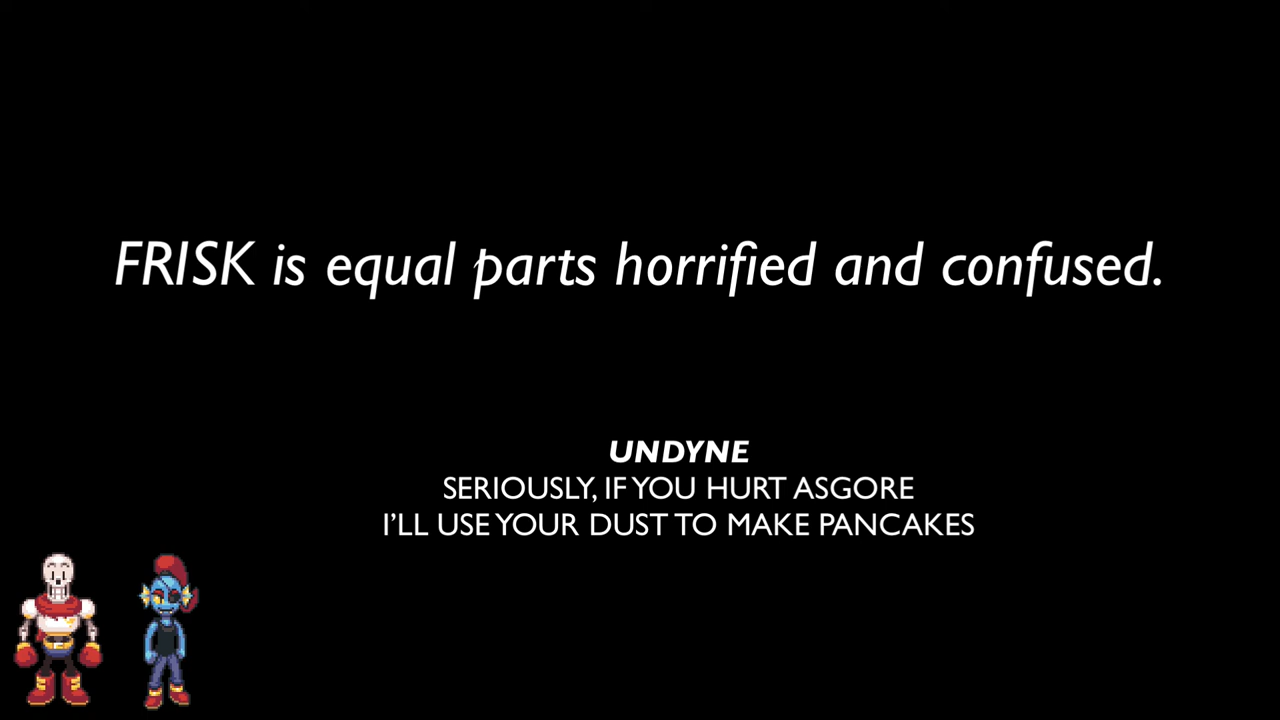 FRISK is equal parts horrified and confused.
UNDYNE
SERIOUSLY, IF YOU HURT ASGORE
I'LL USE YOUR DUST TO MAKE PANCAKES